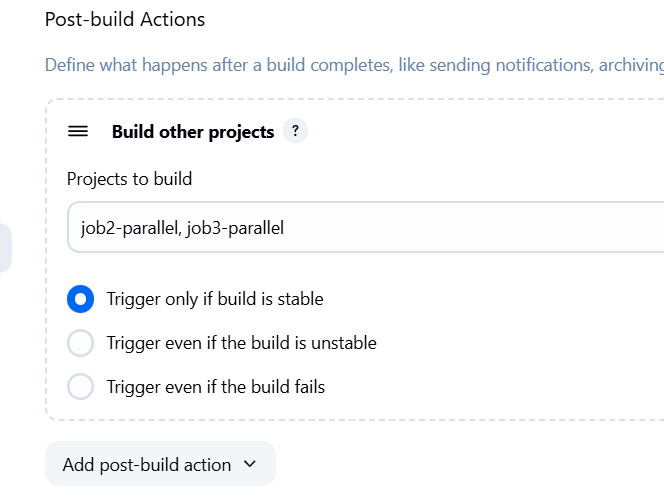 Post-build Actions
Define what happens after a build completes, like sending notifications, archiving
Build other projects ?
Projects to build
job2-parallel, job3-parallel
Trigger only if build is stable
Trigger even if the build is unstable
Trigger even if the build fails
Add post-build action